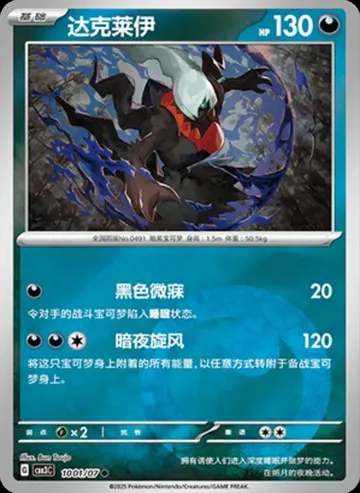 基础
达克莱伊
HP 130
全国图鉴No.0491 暗黑宝可梦 身高：1.5m 体重：50.5kg
黑色微寐 20
令对手的战斗宝可梦陷入睡眠状态。
暗夜旋风 120
将这只宝可梦身上附着的所有能量，以任意方式转附于备战宝可
梦身上。
弱点 ×2 抗性
Illus. Bun Toujo
G
1001/07
拥有诱使人们进入深度睡眠并做梦的能力。
在朔月的夜晚活动。
©2025 Pokémon/Nintendo/Creatures/GAME FREAK.